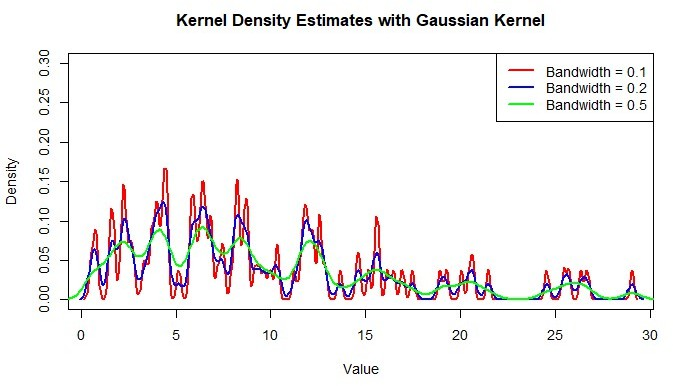 Kernel Density Estimates with Gaussian Kernel
Bandwidth = 0.1
Bandwidth = 0.2
Bandwidth = 0.5
Density
0.30
0.25
0.20
0.15
0.10
0.05
0.00
0 5 10 15 20 25 30
Value